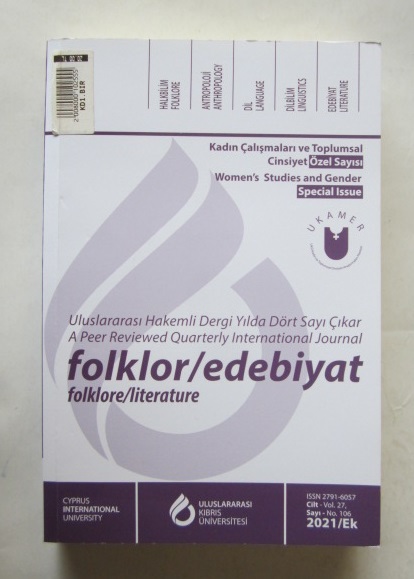 KD1.BIR
HALKBİLİM
FOLKLORE
ANTROPOLOJİ
ANTHROPOLOGY
DİL
LANGUAGE
DİLBİLİM
LINGUISTICS
EDEBİYAT
LITERATURE
Kadın Çalışmaları ve Toplumsal
Cinsiyet Özel Sayısı
Women's Studies and Gender
Special Issue
UKAMER
Uluslararası Hakemli Dergi Yılda Dört Sayı Çıkar
A Peer Reviewed Quarterly International Journal
folklor/edebiyat
folklore/literature
CYPRUS
INTERNATIONAL
UNIVERSITY
ULUSLARARASI
KIBRIS
ÜNİVERSİTESİ
ISSN 2791-6057
Cilt - Vol. 27,
Sayı - No. 106
2021/Ek